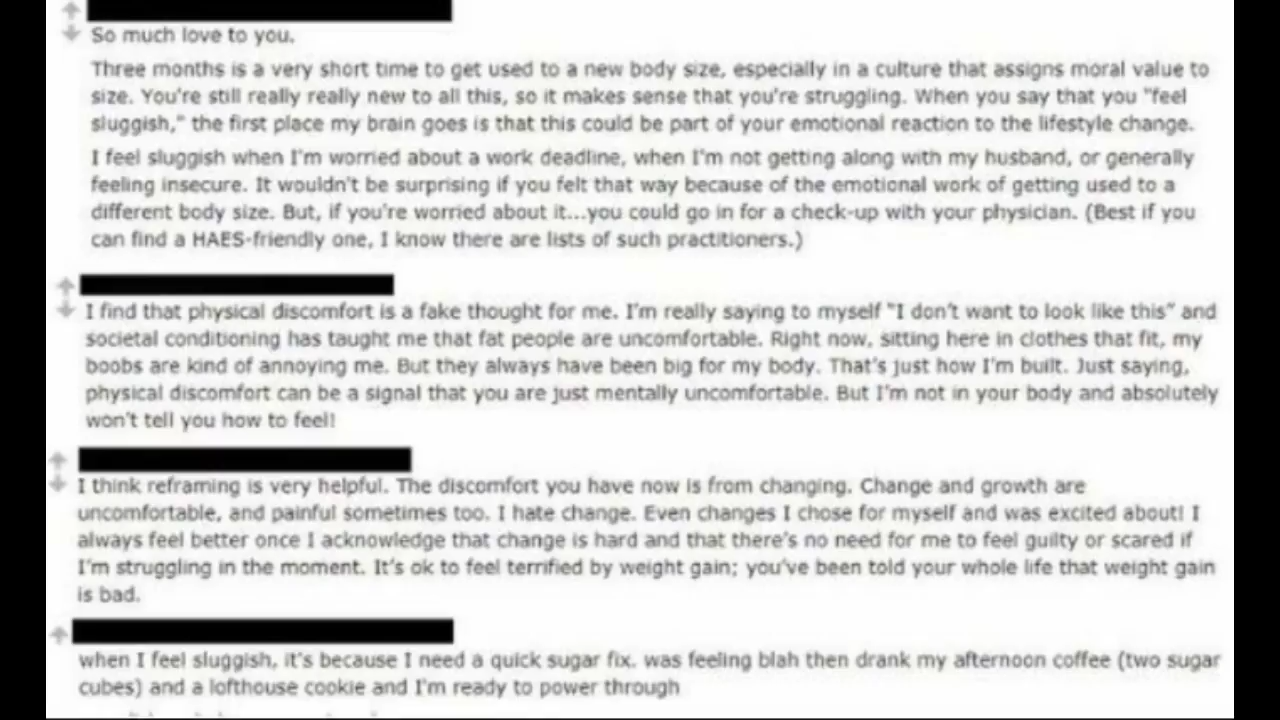 So much love to you.
Three months is a very short time to get used to a new body size, especially in a culture that assigns moral value to
size. You're still really really new to all this, so it makes sense that you're struggling. When you say that you "feel
sluggish," the first place my brain goes is that this could be part of your emotional reaction to the lifestyle change.
I feel sluggish when I'm worried about a work deadline, when I'm not getting along with my husband, or generally
feeling insecure. It wouldn't be surprising if you felt that way because of the emotional work of getting used to a
different body size. But, if you're worried about it...you could go in for a check-up with your physician. (Best if you
can find a HAES-friendly one, I know there are lists of such practitioners.)
I find that physical discomfort is a fake thought for me. I'm really saying to myself "I don't want to look like this" and
societal conditioning has taught me that fat people are uncomfortable. Right now, sitting here in clothes that fit, my
boobs are kind of annoying me. But they always have been big for my body. That's just how I'm built. Just saying,
physical discomfort can be a signal that you are just mentally uncomfortable. But I'm not in your body and absolutely
won't tell you how to feel!
I think reframing is very helpful. The discomfort you have now is from changing. Change and growth are
uncomfortable, and painful sometimes too. I hate change. Even changes I chose for myself and was excited about! I
always feel better once I acknowledge that change is hard and that there's no need for me to feel guilty or scared if
I'm struggling in the moment. It's ok to feel terrified by weight gain; you've been told your whole life that weight gain
is bad.
when I feel sluggish, it's because I need a quick sugar fix. was feeling blah then drank my afternoon coffee (two sugar
cubes) and a lofthouse cookie and I'm ready to power through